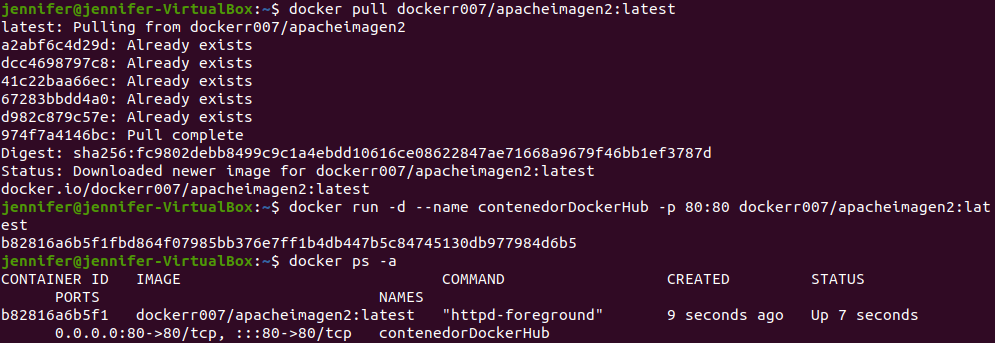 jennifer@jennifer-VirtualBox:~$ docker pull dockerr007/apacheimagen2:latest
latest: Pulling from dockerr007/apacheimagen2
a2abf6c4d29d: Already exists
dcc4698797c8: Already exists
41c22baa66ec: Already exists
67283bbdd4a0: Already exists
d982c879c57e: Already exists
974f7a4146bc: Pull complete
Digest: sha256:fc9802debb8499c9c1a4ebdd10616ce08622847ae71668a9679f46bb1ef3787d
Status: Downloaded newer image for dockerr007/apacheimagen2:latest
docker.io/dockerr007/apacheimagen2:latest
jennifer@jennifer-VirtualBox:~$ docker run -d --name contenedorDockerHub -p 80:80 dockerr007/apacheimagen2:lat
est
b82816a6b5f1fbd864f07985bb376e7ff1b4db447b5c84745130db977984d6b5
jennifer@jennifer-VirtualBox:~$ docker ps -a
CONTAINER ID   IMAGE                             COMMAND              CREATED         STATUS
      PORTS                               NAMES
b82816a6b5f1   dockerr007/apacheimagen2:latest   "httpd-foreground"   9 seconds ago   Up 7 seconds
      0.0.0.0:80->80/tcp, :::80->80/tcp   contenedorDockerHub